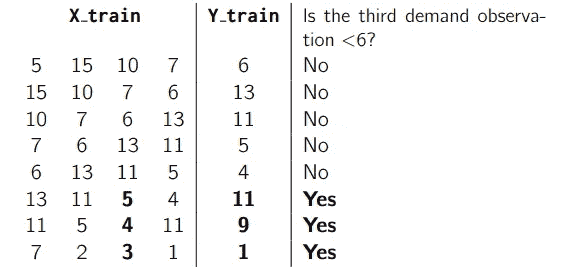 X_train Y_train Is the third demand observa-
tion <6?
5 15 10 7 6 No
15 10 7 6 13 No
10 7 6 13 11 No
7 6 13 11 5 No
6 13 11 5 4 No
13 11 5 4 11 Yes
11 5 4 11 9 Yes
7 2 3 1 1 Yes